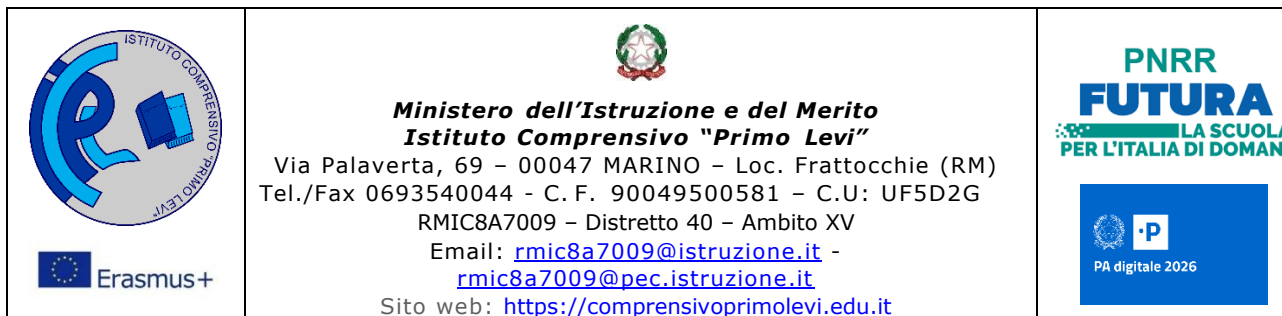 ISTITUTO COMPRENSIVO "PRIMO LEVI"
Erasmus+
Ministero dell'Istruzione e del Merito
Istituto Comprensivo "Primo Levi"
Via Palaverta, 69 – 00047 MARINO – Loc. Frattocchie (RM)
Tel./Fax 0693540044 - C. F. 90049500581 – C.U: UF5D2G
RMIC8A7009 – Distretto 40 – Ambito XV
Email: rmic8a7009@istruzione.it -
rmic8a7009@pec.istruzione.it
Sito web: https://comprensivoprimolevi.edu.it
PNRR
FUTURA
LA SCUOLA
PER L'ITALIA DI DOMAN
·P
PA digitale 2026